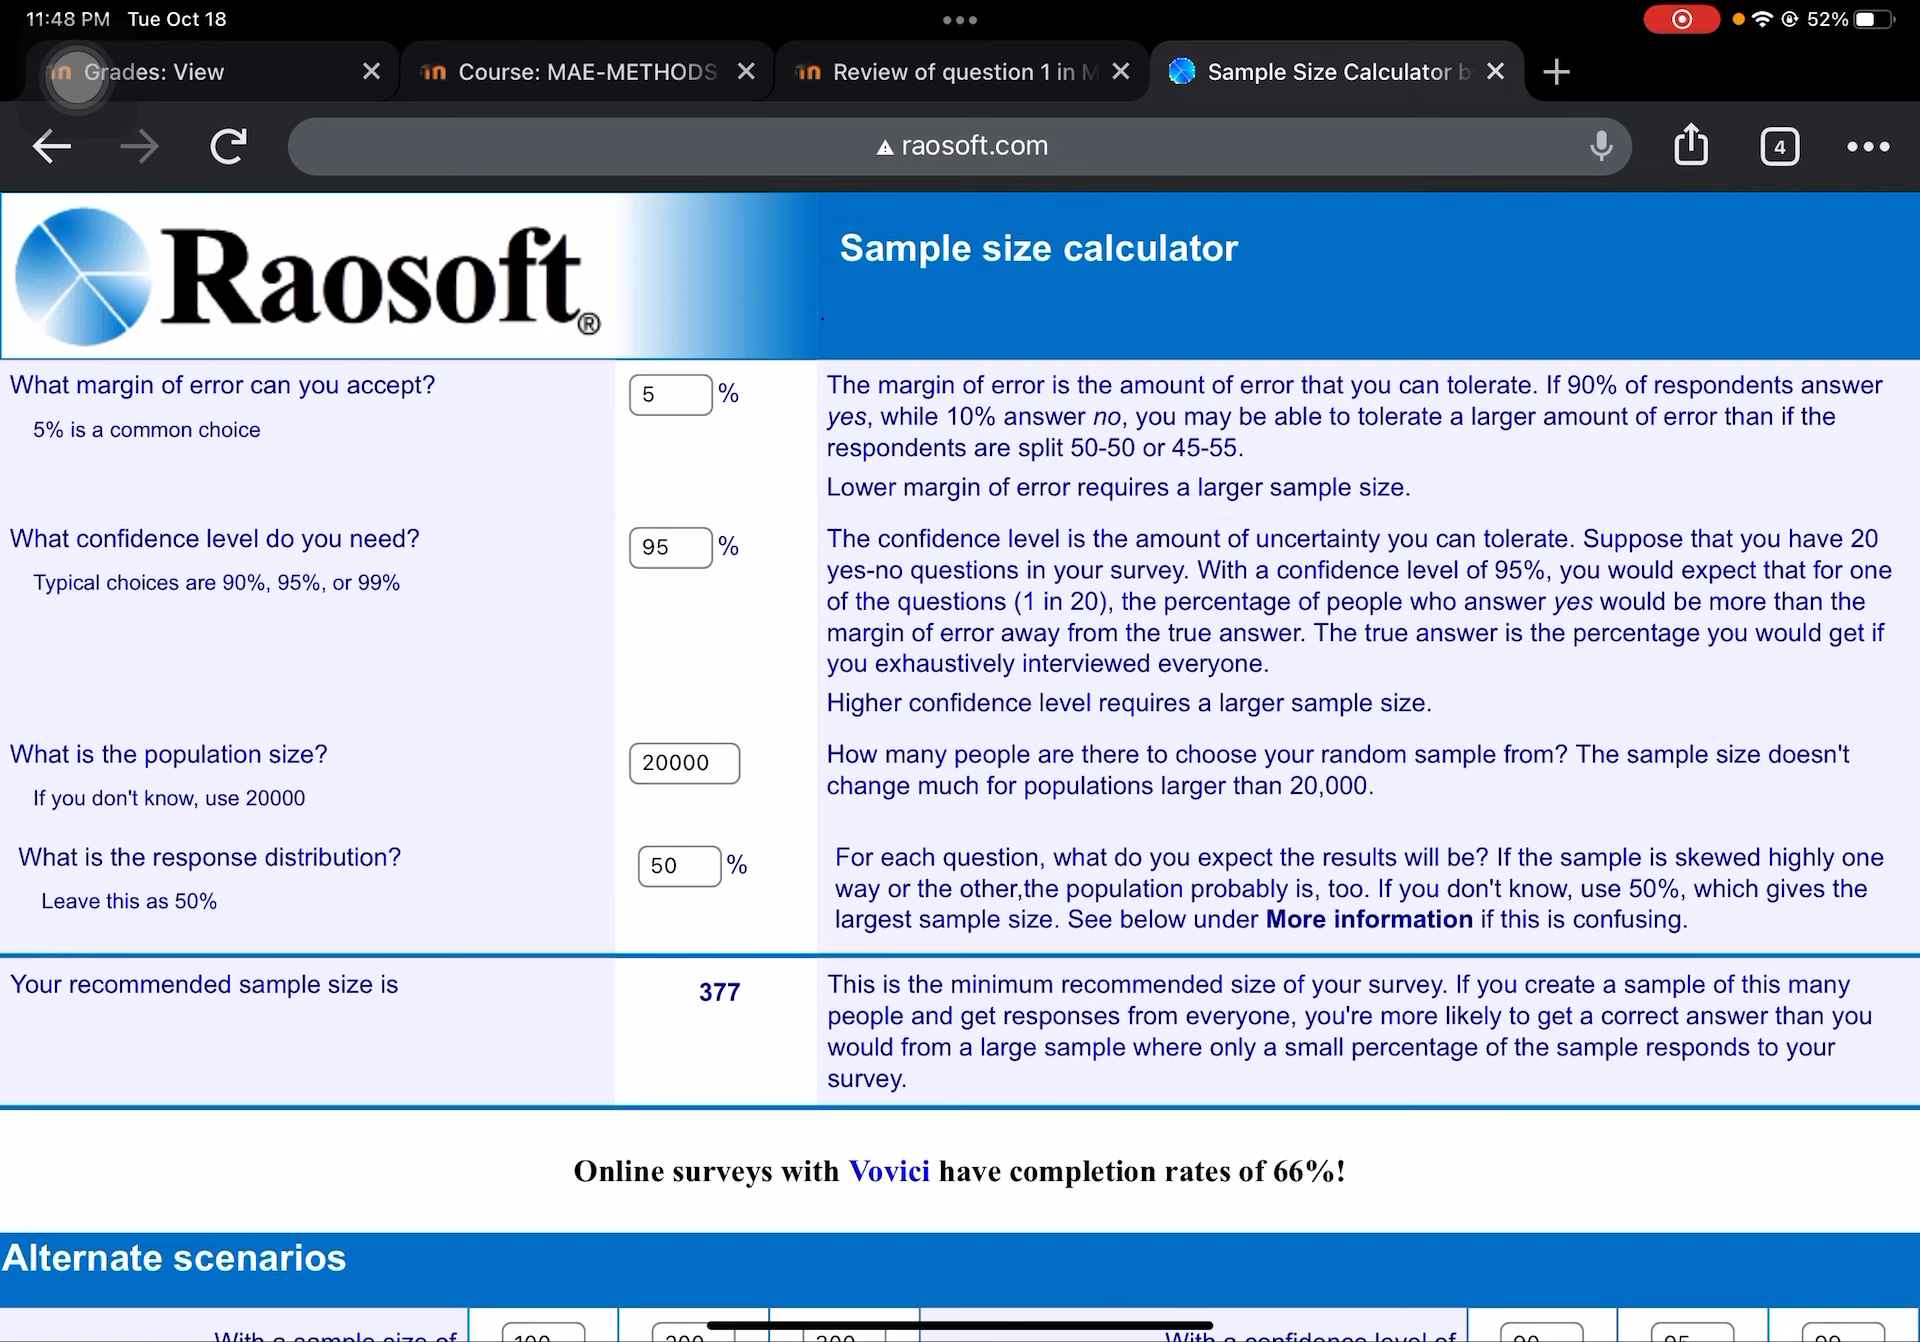 11:48 PM Tue Oct 18
52%
Grades: View
Course: MAE-METHODS
Review of question 1 in M
Sample Size Calculator b
raosoft.com
4
Raosoft®
Sample size calculator
What margin of error can you accept?
5% is a common choice
5 %
The margin of error is the amount of error that you can tolerate. If 90% of respondents answer
yes, while 10% answer no, you may be able to tolerate a larger amount of error than if the
respondents are split 50-50 or 45-55.
Lower margin of error requires a larger sample size.
What confidence level do you need?
Typical choices are 90%, 95%, or 99%
95 %
The confidence level is the amount of uncertainty you can tolerate. Suppose that you have 20
yes-no questions in your survey. With a confidence level of 95%, you would expect that for one
of the questions (1 in 20), the percentage of people who answer yes would be more than the
margin of error away from the true answer. The true answer is the percentage you would get if
you exhaustively interviewed everyone.
Higher confidence level requires a larger sample size.
What is the population size?
If you don't know, use 20000
20000
How many people are there to choose your random sample from? The sample size doesn't
change much for populations larger than 20,000.
What is the response distribution?
Leave this as 50%
50 %
For each question, what do you expect the results will be? If the sample is skewed highly one
way or the other,the population probably is, too. If you don't know, use 50%, which gives the
largest sample size. See below under More information if this is confusing.
Your recommended sample size is
377
This is the minimum recommended size of your survey. If you create a sample of this many
people and get responses from everyone, you're more likely to get a correct answer than you
would from a large sample where only a small percentage of the sample responds to your
survey.
Online surveys with Vovici have completion rates of 66%!
Alternate scenarios
With a sample size of
100
200
300
With a confidence level of
90
95
99